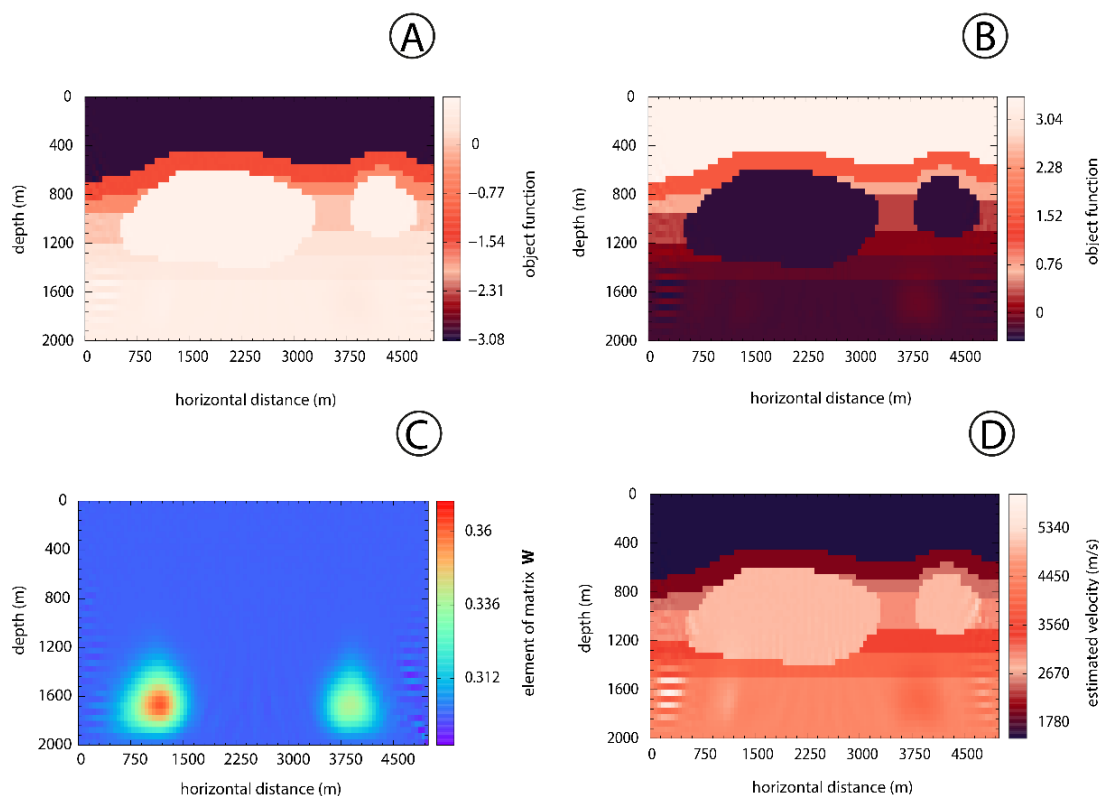 A
0
400
800
1200
1600
2000
depth (m)
0 750 1500 2250 3000 3750 4500
horizontal distance (m)
0
−0.77
−1.54
−2.31
−3.08
object function
B
0
400
800
1200
1600
2000
depth (m)
0 750 1500 2250 3000 3750 4500
horizontal distance (m)
3.04
2.28
1.52
0.76
0
object function
C
0
400
800
1200
1600
2000
depth (m)
0 750 1500 2250 3000 3750 4500
horizontal distance (m)
0.36
0.336
0.312
element of matrix W
D
0
400
800
1200
1600
2000
depth (m)
0 750 1500 2250 3000 3750 4500
horizontal distance (m)
5340
4450
3560
2670
1780
estimated velocity (m/s)